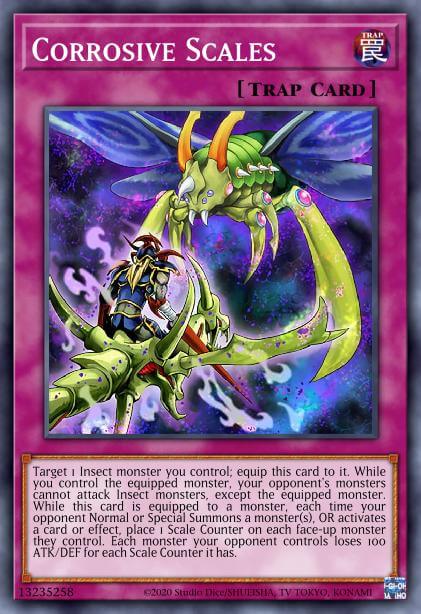 CORROSIVE SCALES
TRAP
罠
[TRAP CARD]
Target 1 Insect monster you control; equip this card to it. While
you control the equipped monster, your opponent's monsters
cannot attack Insect monsters, except the equipped monster.
While this card is equipped to a monster, each time your
opponent Normal or Special Summons a monster(s), OR activates
a card or effect, place 1 Scale Counter on each face-up monster
they control. Each monster your opponent controls loses 100
ATK/DEF for each Scale Counter it has.
13235258 ©2020 Studio Dice/SHUEISHA, TV TOKYO, KONAMI